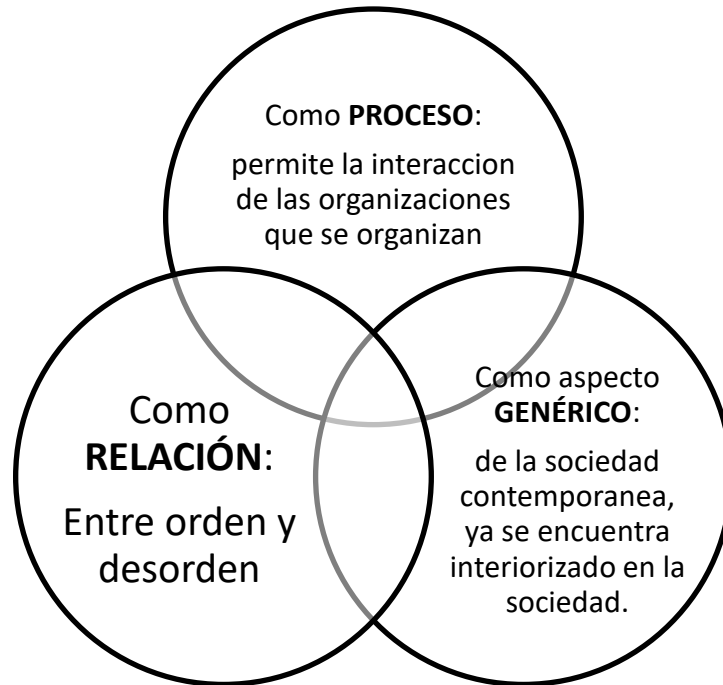 Como PROCESO:
permite la interaccion
de las organizaciones
que se organizan
Como
RELACIÓN:
Entre orden y
desorden
Como aspecto
GENÉRICO:
de la sociedad
contemporanea,
ya se encuentra
interiorizado en la
sociedad.